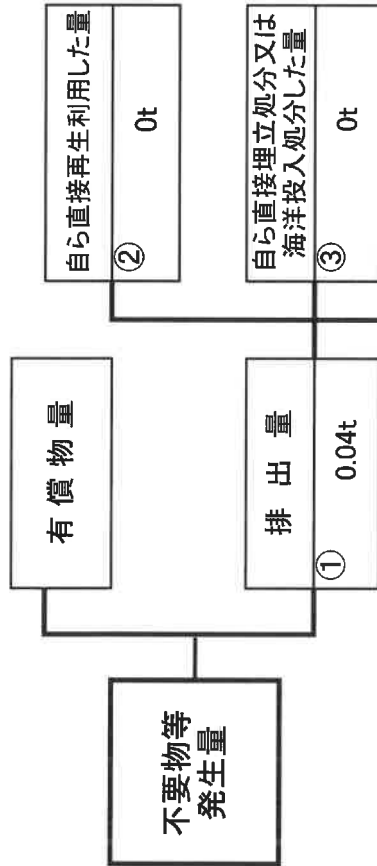 不要物等
発生量
有償物量
排出量
①
0.04t
自ら直接再生利用した量
②
0t
自ら直接埋立処分又は
海洋投入処分した量
③
0t